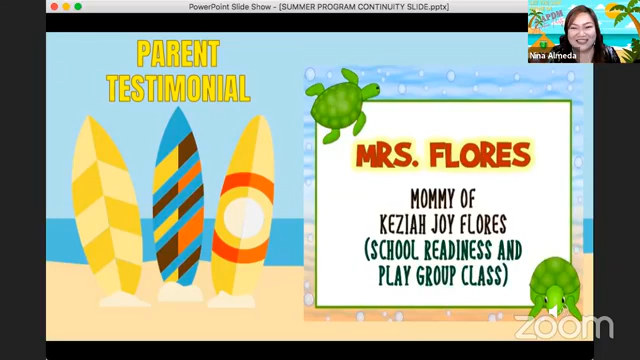 PowerPoint Slide Show - [SUMMER PROGRAM CONTINUITY SLIDE.pptx]
PARENT
TESTIMONIAL
MRS. FLORES
MOMMY OF
KEZIAH JOY FLORES
(SCHOOL READINESS AND
PLAY GROUP CLASS)
Nina Almeda
zoom